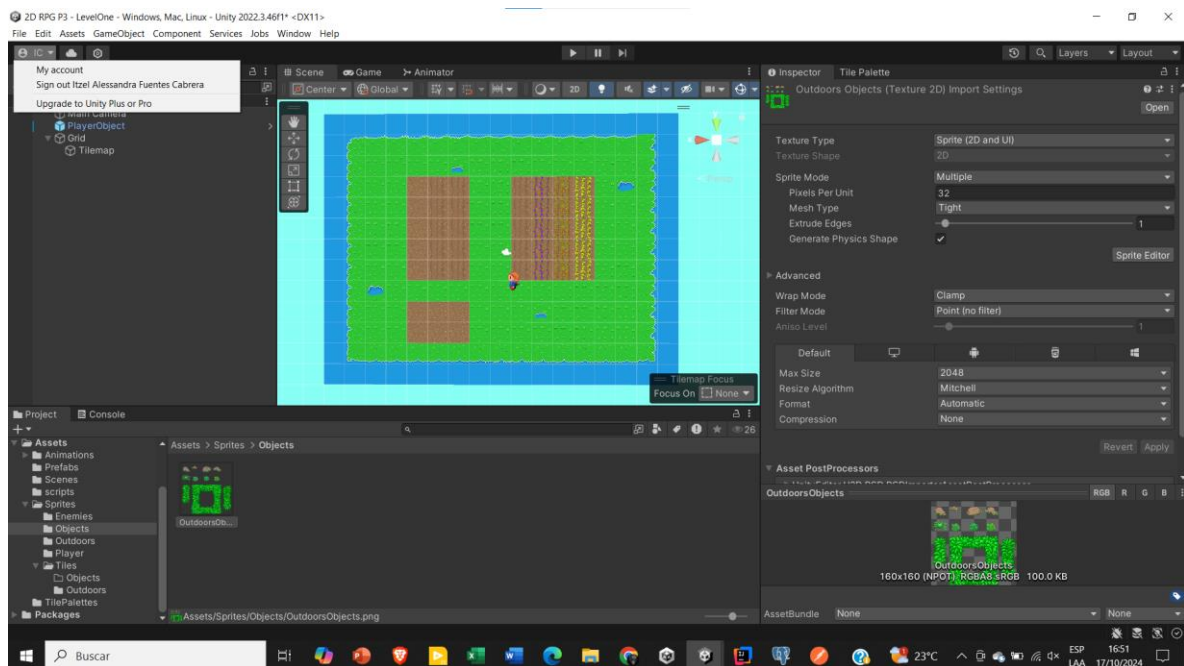 2D RPG P3 - LevelOne - Windows, Mac, Linux - Unity 2022.3.46f1* <DX11>
File Edit Assets GameObject Component Services Jobs Window Help
IC
Layers
Layout
My account
Sign out Itzel Alessandra Fuentes Cabrera
Upgrade to Unity Plus or Pro
Main Camera
PlayerObject
Grid
Tilemap
Scene
Game
Animator
Center
Global
2D
Tilemap Focus
Focus On None
Inspector
Tile Palette
Outdoors Objects (Texture 2D) Import Settings
Open
Texture Type Sprite (2D and UI)
Texture Shape 2D
Sprite Mode Multiple
Pixels Per Unit 32
Mesh Type Tight
Extrude Edges 1
Generate Physics Shape
Sprite Editor
Advanced
Wrap Mode Clamp
Filter Mode Point (no filter)
Aniso Level 1
Default
Max Size 2048
Resize Algorithm Mitchell
Format Automatic
Compression None
Revert Apply
Asset PostProcessors
OutdoorsObjects
RGB R G B
OutdoorsObjects
160x160 (NPOT) RGBA8 sRGB 100.0 KB
AssetBundle None None
Project
Console
26
Assets
Animations
Prefabs
Scenes
scripts
Sprites
Enemies
Objects
Outdoors
Player
Tiles
Objects
Outdoors
TilePalettes
Packages
Assets > Sprites > Objects
OutdoorsOb...
Assets/Sprites/Objects/OutdoorsObjects.png
Buscar
23°C
ESP
LAA
16:51
17/10/2024